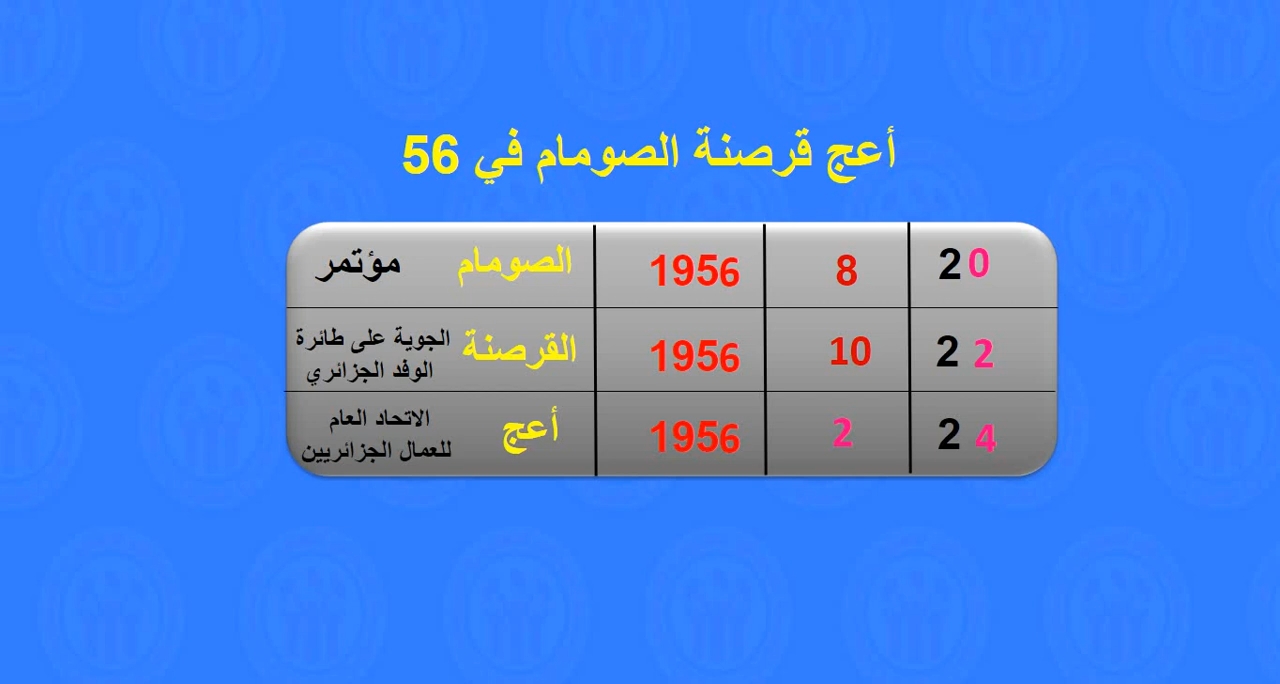 أعج قرصنة الصومام في 56
20 8 1956 الصومام مؤتمر
22 10 1956 القرصنة الجوية على طائرة
الوفد الجزائري
24 2 1956 أعج الاتحاد العام
للعمال الجزائريين